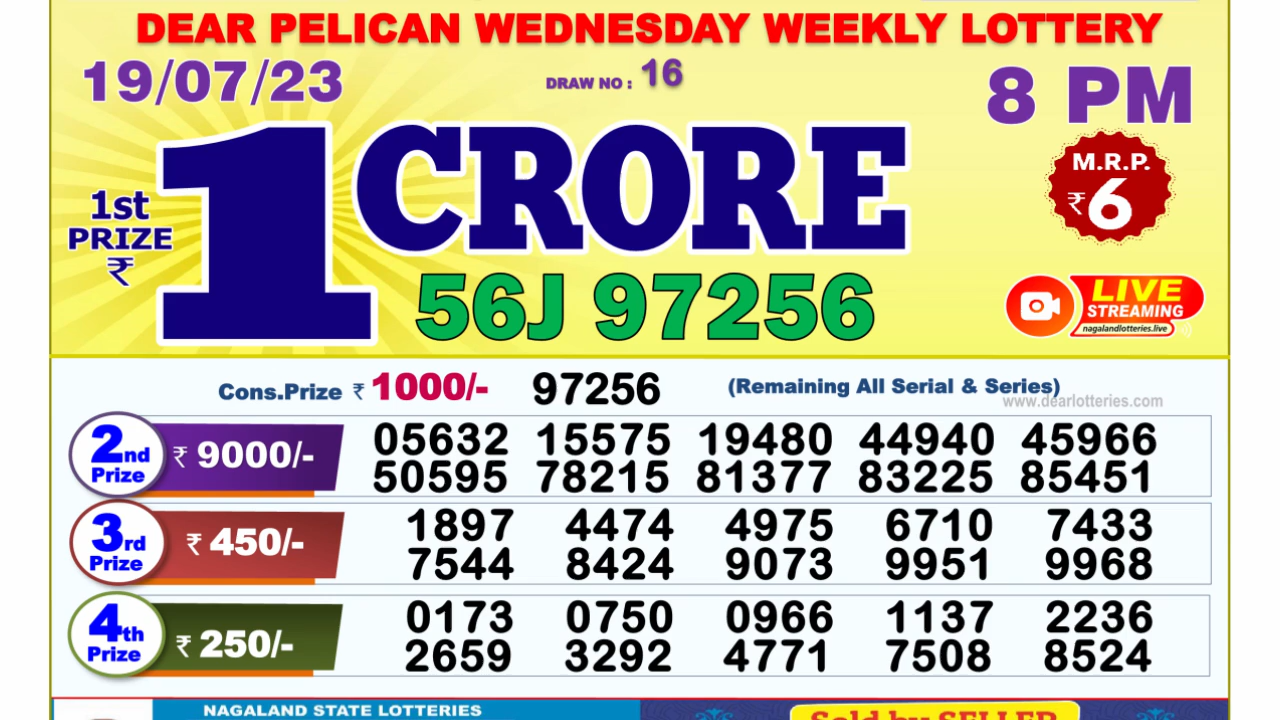 DEAR PELICAN WEDNESDAY WEEKLY LOTTERY
19/07/23 DRAW NO : 16 8 PM
1st PRIZE ₹ 1 CRORE
M.R.P. ₹ 6
56J 97256
LIVE STREAMING
nagalandlotteries.live
Cons.Prize ₹ 1000/- 97256 (Remaining All Serial & Series)
www.dearlotteries.com
2nd Prize ₹ 9000/-
05632 15575 19480 44940 45966
50595 78215 81377 83225 85451
3rd Prize ₹ 450/-
1897 4474 4975 6710 7433
7544 8424 9073 9951 9968
4th Prize ₹ 250/-
0173 0750 0966 1137 2236
2659 3292 4771 7508 8524
NAGALAND STATE LOTTERIES
Sold by SELLER